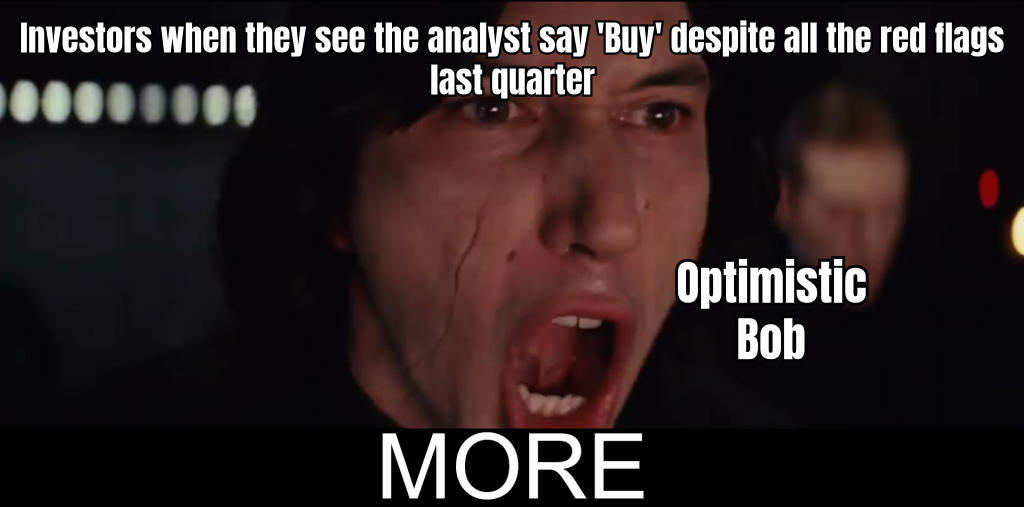 Investors when they see the analyst say 'Buy' despite all the red flags
last quarter
Optimistic
Bob
MORE